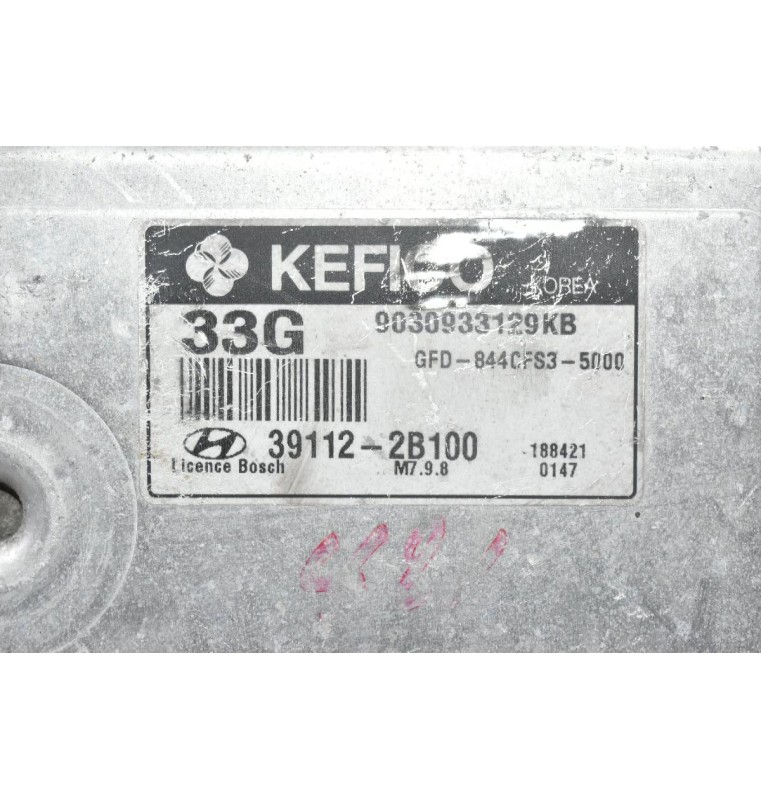 KEFICO KOREA
33G 9030933129KB
GFD-844CFS3-5000
39112-2B100 188421
Licence Bosch M7.9.8 0147